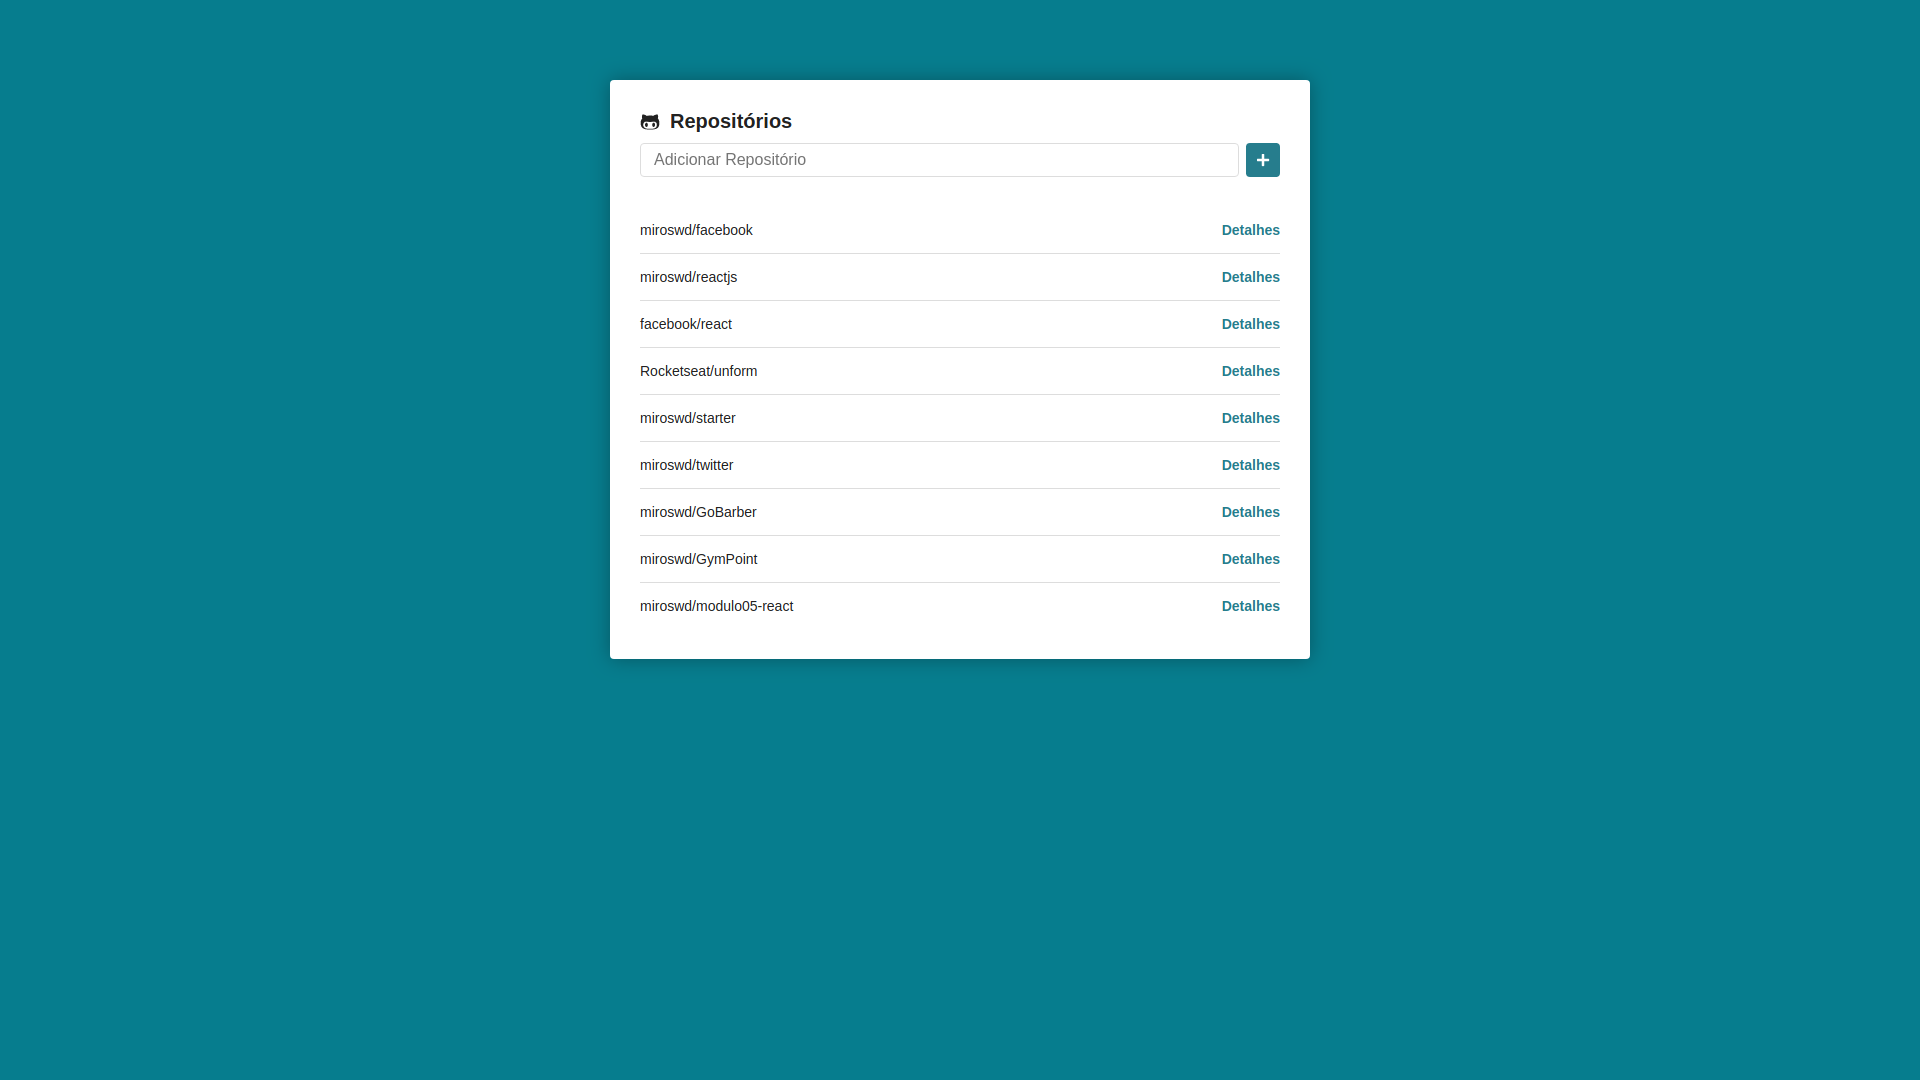 Repositórios
Adicionar Repositório
miroswd/facebook Detalhes
miroswd/reactjs Detalhes
facebook/react Detalhes
Rocketseat/unform Detalhes
miroswd/starter Detalhes
miroswd/twitter Detalhes
miroswd/GoBarber Detalhes
miroswd/GymPoint Detalhes
miroswd/modulo05-react Detalhes